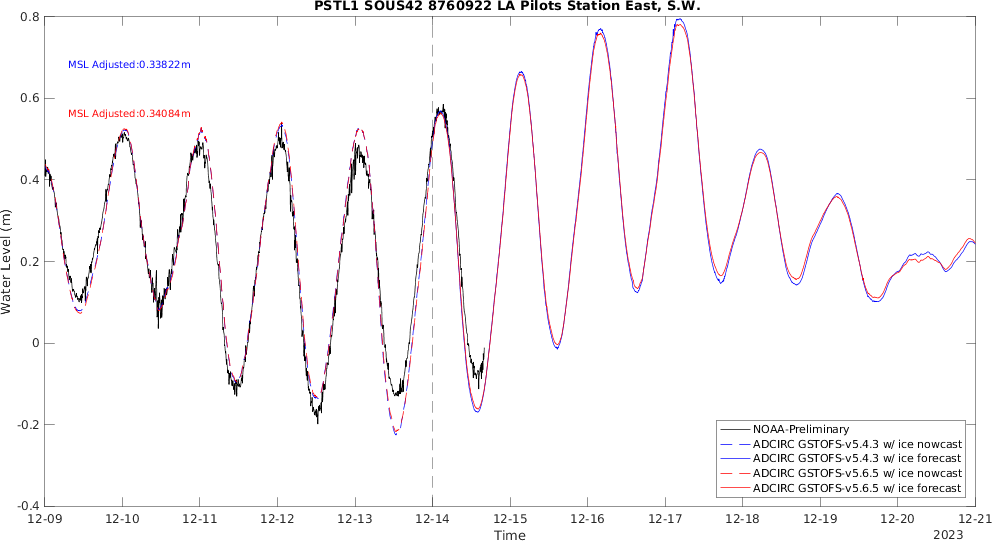 PSTL1 SOUS42 8760922 LA Pilots Station East, S.W.
0.8
0.6
0.4
0.2
0
-0.2
-0.4
Water Level (m)
MSL Adjusted:0.33822m
MSL Adjusted:0.34084m
NOAA-Preliminary
ADCIRC GSTOFS-v5.4.3 w/ ice nowcast
ADCIRC GSTOFS-v5.4.3 w/ ice forecast
ADCIRC GSTOFS-v5.6.5 w/ ice nowcast
ADCIRC GSTOFS-v5.6.5 w/ ice forecast
12-09 12-10 12-11 12-12 12-13 12-14 12-15 12-16 12-17 12-18 12-19 12-20 12-21
Time
2023